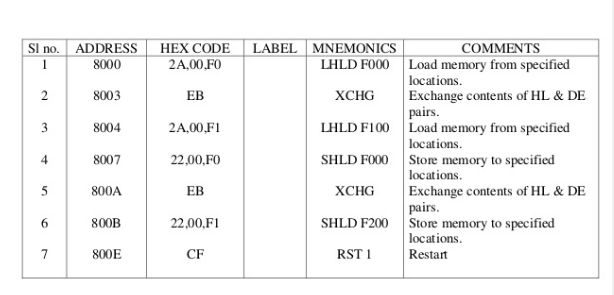 Sl no. ADDRESS HEX CODE LABEL MNEMONICS COMMENTS
1 8000 2A,00,F0 LHLD F000 Load memory from specified
locations.
2 8003 EB XCHG Exchange contents of HL & DE
pairs.
3 8004 2A,00,F1 LHLD F100 Load memory from specified
locations.
4 8007 22,00,F0 SHLD F000 Store memory to specified
locations.
5 800A EB XCHG Exchange contents of HL & DE
pairs.
6 800B 22,00,F1 SHLD F200 Store memory to specified
locations.
7 800E CF RST 1 Restart